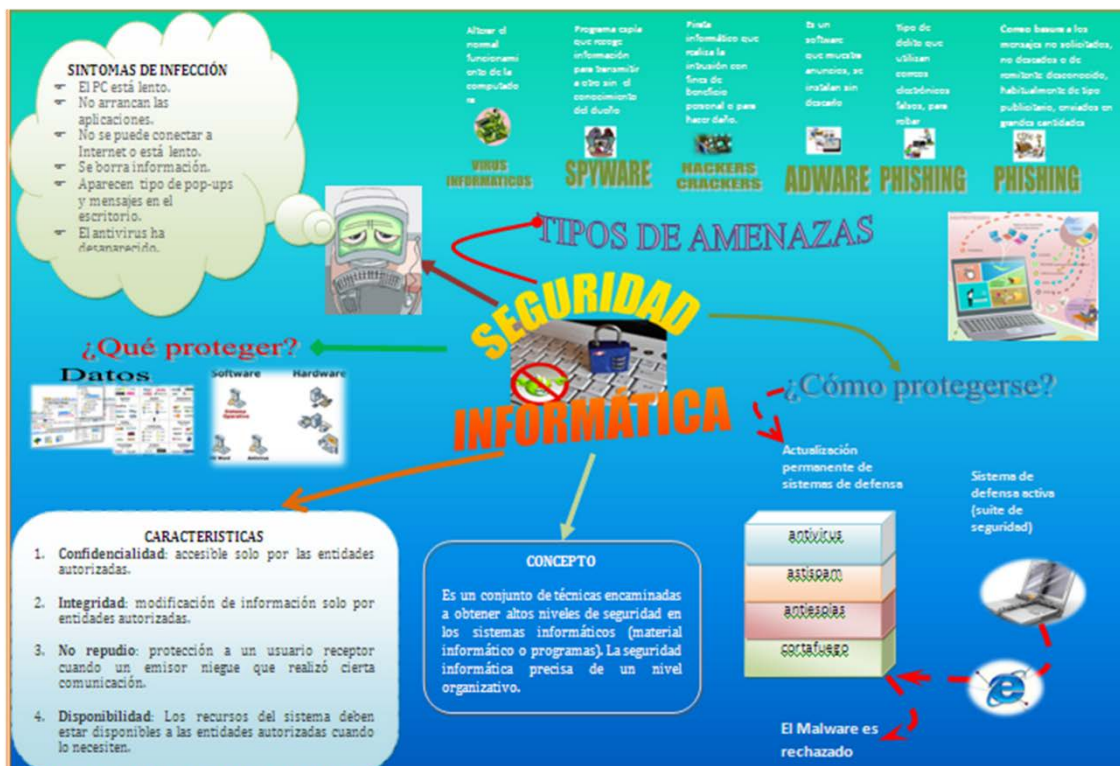 SINTOMAS DE INFECCIÓN
El PC está lento.
No arrancan las
aplicaciones.
No se puede conectar a
Internet o está lento.
Se borra información.
Aparecen tipo de pop-ups
y mensajes en el
escritorio.
El antivirus ha
desaparecido.
Alterar el
normal
funcionami
ento de la
computado
ra
VIRUS
INFORMATICOS
Programa espía
que recoge
información
para transmitir
a otro sin el
conocimiento
del dueño
SPYWARE
Pirata
informático que
realiza la
intrusión con
fines de
beneficio
personal o para
hacer daño.
HACKERS
CRACKERS
Es un
software
que muestra
anuncios, se
instalan sin
desearlo
ADWARE
Tipo de
delito que
utilizan
correos
electrónicos
falsos, para
robar
PHISHING
Correo basura a los
mensajes no solicitados,
no deseados o de
remitente desconocido,
habitualmente de tipo
publicitario, enviados en
grandes cantidades
PHISHING
TIPOS DE AMENAZAS
SEGURIDAD
INFORMÁTICA
¿Qué proteger?
Datos
Software
Hardware
Sistema
Operativo
Antivirus
¿Cómo protegerse?
Actualización
permanente de
sistemas de defensa
Sistema de
defensa activa
(suite de
seguridad)
antivirus
astispam
antiespias
cortafuego
El Malware es
rechazado
CARACTERISTICAS
1. Confidencialidad: accesible solo por las entidades
autorizadas.
2. Integridad: modificación de información solo por
entidades autorizadas.
3. No repudio: protección a un usuario receptor
cuando un emisor niegue que realizó cierta
comunicación.
4. Disponibilidad: Los recursos del sistema deben
estar disponibles a las entidades autorizadas cuando
lo necesiten.
CONCEPTO
Es un conjunto de técnicas encaminadas
a obtener altos niveles de seguridad en
los sistemas informáticos (material
informático o programas). La seguridad
informática precisa de un nivel
organizativo.